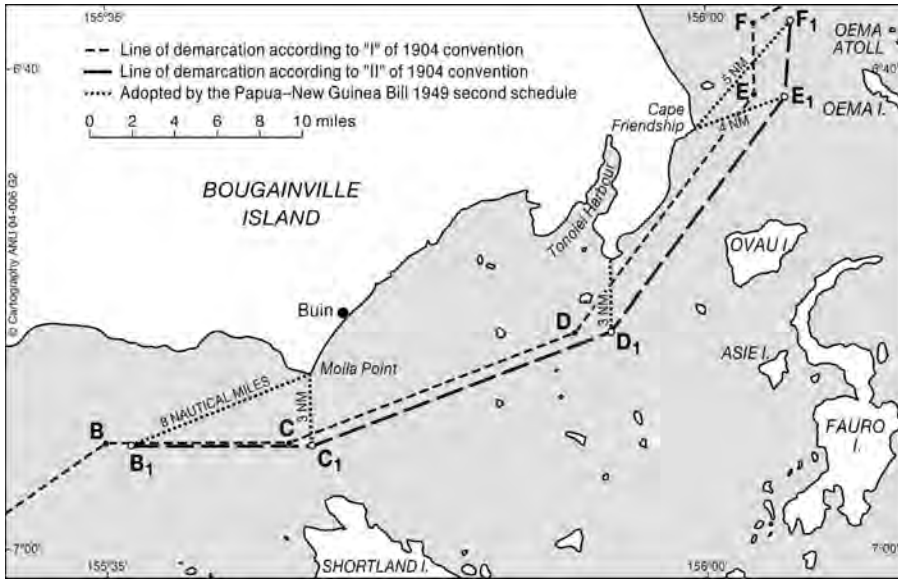 155°35'
156°00'
F
F1
OEMA
ATOLL
6°40'
6°40'
Line of demarcation according to "I" of 1904 convention
Line of demarcation according to "II" of 1904 convention
Adopted by the Papua–New Guinea Bill 1949 second schedule
0 2 4 6 8 10 miles
5 NM
E
E1
OEMA I.
Cape
Friendship
4 NM
BOUGAINVILLE
ISLAND
Tonolei Harbour
OVAU I.
© Cartography ANU 04-006 G2
Buin
3 NM
D
D1
Moila Point
ASIE I.
8 NAUTICAL MILES
3 NM
B
B1
C
C1
FAURO
I.
7°00'
7°00'
155°35'
SHORTLAND I.
156°00'